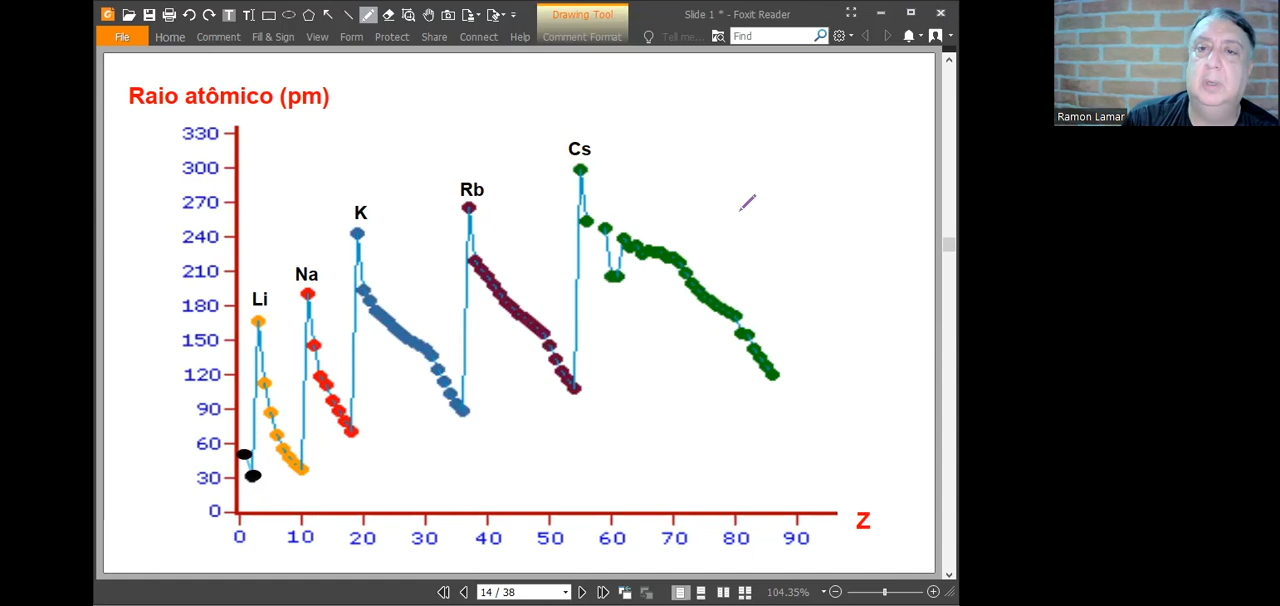 Drawing Tool
Slide 1 * - Foxit Reader
File Home Comment Fill & Sign View Form Protect Share Connect Help Comment Format Tell me... Find
Raio atômico (pm)
330
300
270
240
210
180
150
120
90
60
30
0
Li
Na
K
Rb
Cs
0 10 20 30 40 50 60 70 80 90
Z
14 / 38
104.35%
Ramon Lamar